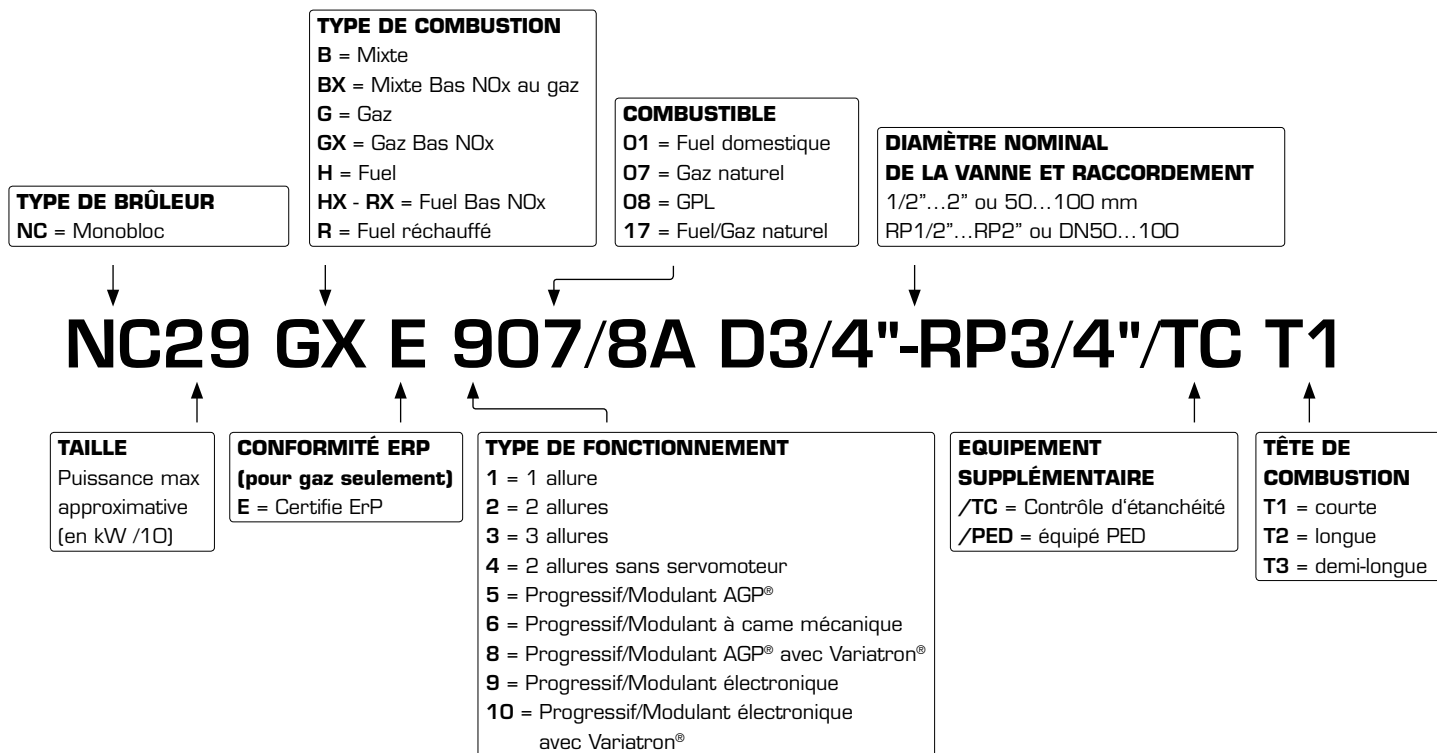 TYPE DE COMBUSTION
B = Mixte
BX = Mixte Bas NOx au gaz
G = Gaz
GX = Gaz Bas NOx
H = Fuel
HX - RX = Fuel Bas NOx
R = Fuel réchauffé
COMBUSTIBLE
01 = Fuel domestique
07 = Gaz naturel
08 = GPL
17 = Fuel/Gaz naturel
DIAMÈTRE NOMINAL
DE LA VANNE ET RACCORDEMENT
1/2”...2” ou 50...100 mm
RP1/2”...RP2” ou DN50...100
TYPE DE BRÛLEUR
NC = Monobloc
NC29 GX E 907/8A D3/4"-RP3/4"/TC T1
TAILLE
Puissance max
approximative
(en kW /10)
CONFORMITÉ ERP
(pour gaz seulement)
E = Certifie ErP
TYPE DE FONCTIONNEMENT
1 = 1 allure
2 = 2 allures
3 = 3 allures
4 = 2 allures sans servomoteur
5 = Progressif/Modulant AGP®
6 = Progressif/Modulant à came mécanique
8 = Progressif/Modulant AGP® avec Variatron®
9 = Progressif/Modulant électronique
10 = Progressif/Modulant électronique
avec Variatron®
EQUIPEMENT
SUPPLÉMENTAIRE
/TC = Contrôle d‘étanchéité
/PED = équipé PED
TÊTE DE
COMBUSTION
T1 = courte
T2 = longue
T3 = demi-longue